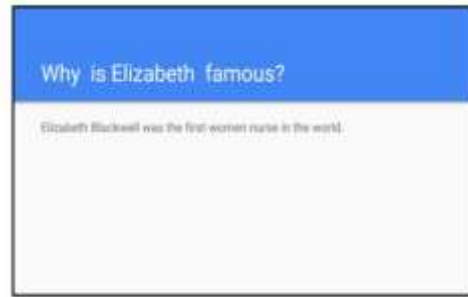 Why is Elizabeth famous?
Elizabeth Blackwell was the first women nurse in the world.